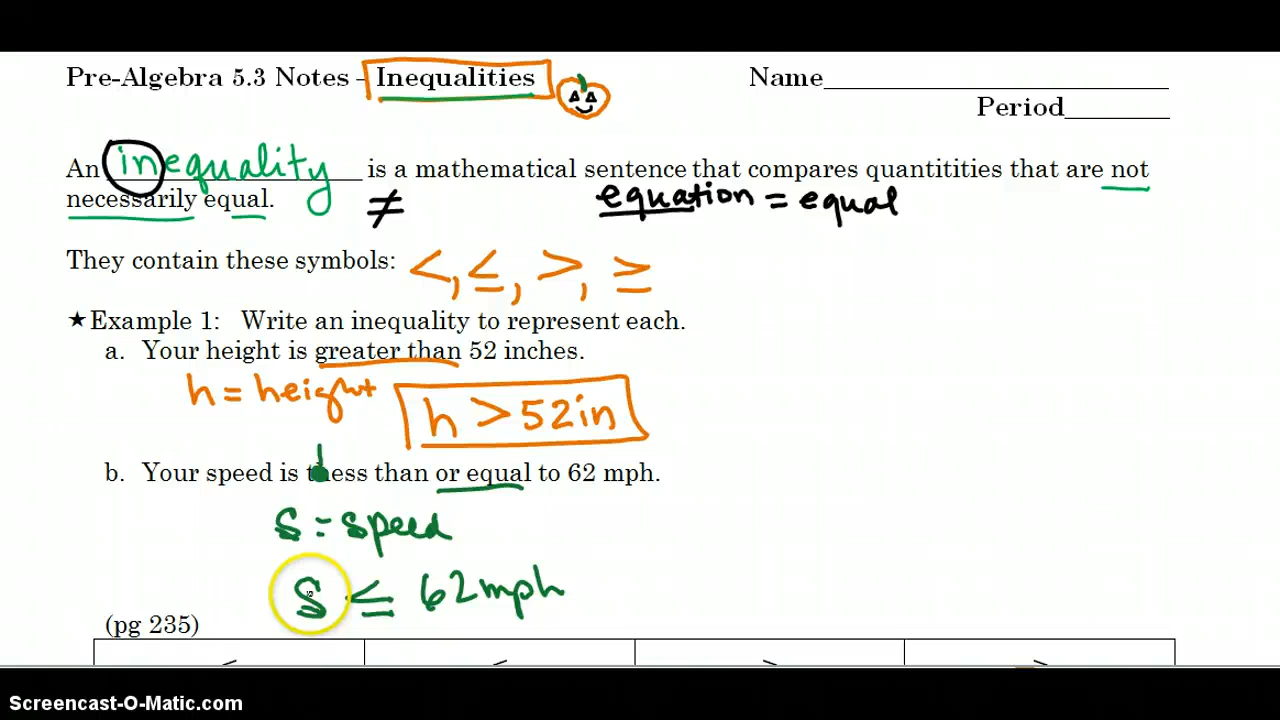 Pre-Algebra 5.3 Notes – Inequalities Name
Period
An inequality is a mathematical sentence that compares quantitities that are not
necessarily equal. ≠ equation = equal
They contain these symbols: <, ≤, >, ≥
★Example 1: Write an inequality to represent each.
a. Your height is greater than 52 inches.
h = height h > 52in
b. Your speed is less than or equal to 62 mph.
s = speed
s ≤ 62mph
(pg 235)
< < > >
Screencast-O-Matic.com